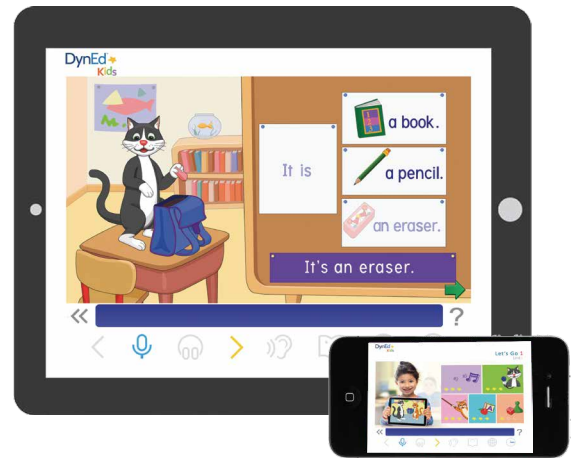 DynEd
Kids
It is
a book.
a pencil.
an eraser.
It's an eraser.
?
DynEd
Kids
Let's Go 1
?